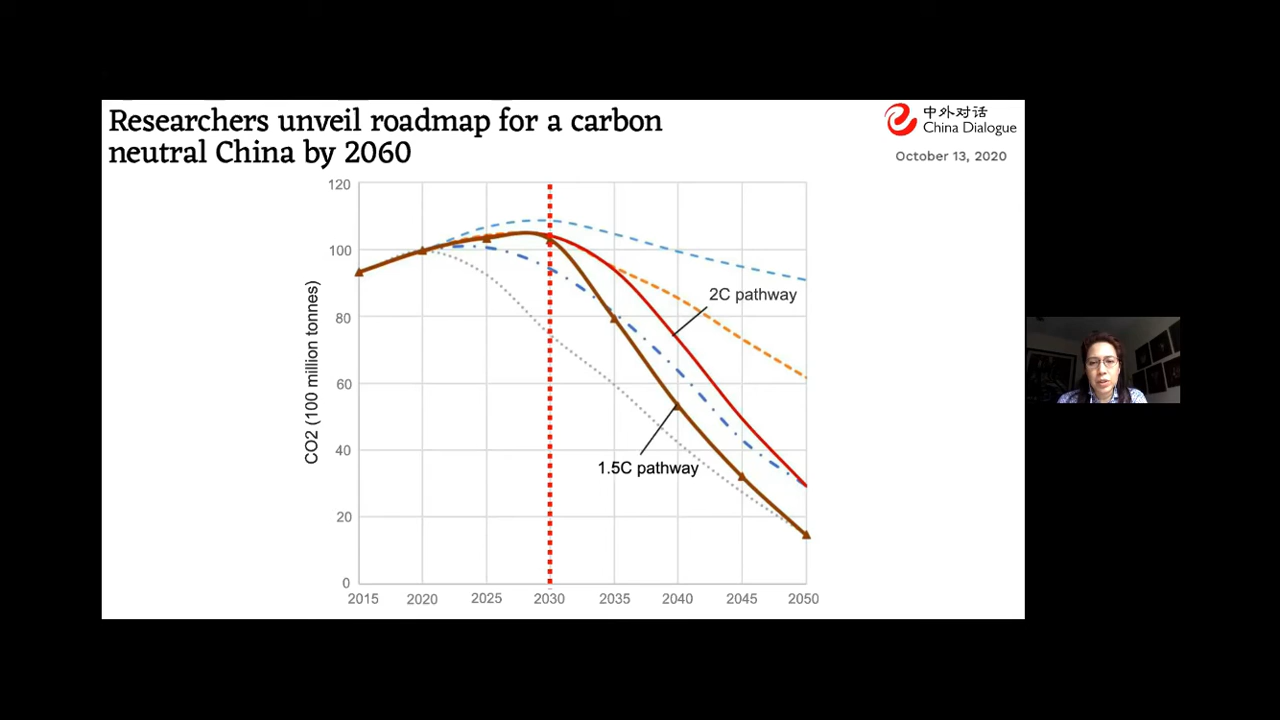 Researchers unveil roadmap for a carbon
neutral China by 2060
中外对话
China Dialogue
October 13, 2020
120
100
80
60
40
20
0
CO2 (100 million tonnes)
2C pathway
1.5C pathway
2015 2020 2025 2030 2035 2040 2045 2050